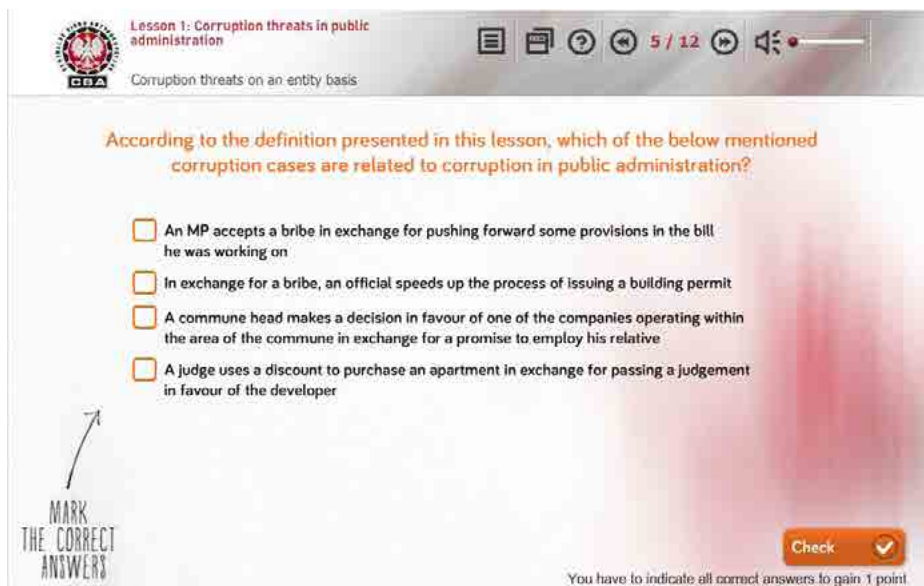 Lesson 1: Corruption threats in public
administration
5 / 12
CBA
Corruption threats on an entity basis
According to the definition presented in this lesson, which of the below mentioned
corruption cases are related to corruption in public administration?
An MP accepts a bribe in exchange for pushing forward some provisions in the bill
he was working on
In exchange for a bribe, an official speeds up the process of issuing a building permit
A commune head makes a decision in favour of one of the companies operating within
the area of the commune in exchange for a promise to employ his relative
A judge uses a discount to purchase an apartment in exchange for passing a judgement
in favour of the developer
MARK
THE CORRECT
ANSWERS
Check
You have to indicate all correct answers to gain 1 point